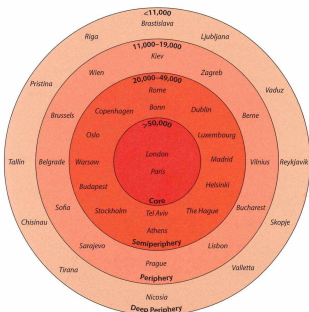 <11,000
Bratislava
Riga
Ljubljana
11,000–19,000
Kiev
Pristina
Wien
Zagreb
Vaduz
20,000–49,000
Rome
Brussels
Copenhagen
Bonn
Dublin
Berne
>50,000
Oslo
Luxembourg
Tallín
Belgrade
Warsaw
London
Madrid
Vilnius
Reykjavík
Paris
Budapest
Helsinki
Core
Sofia
Stockholm
Tel Aviv
The Hague
Bucharest
Chisinau
Skopje
Athens
Semiperiphery
Sarajevo
Lisbon
Tirana
Prague
Valletta
Periphery
Nicosia
Deep Periphery